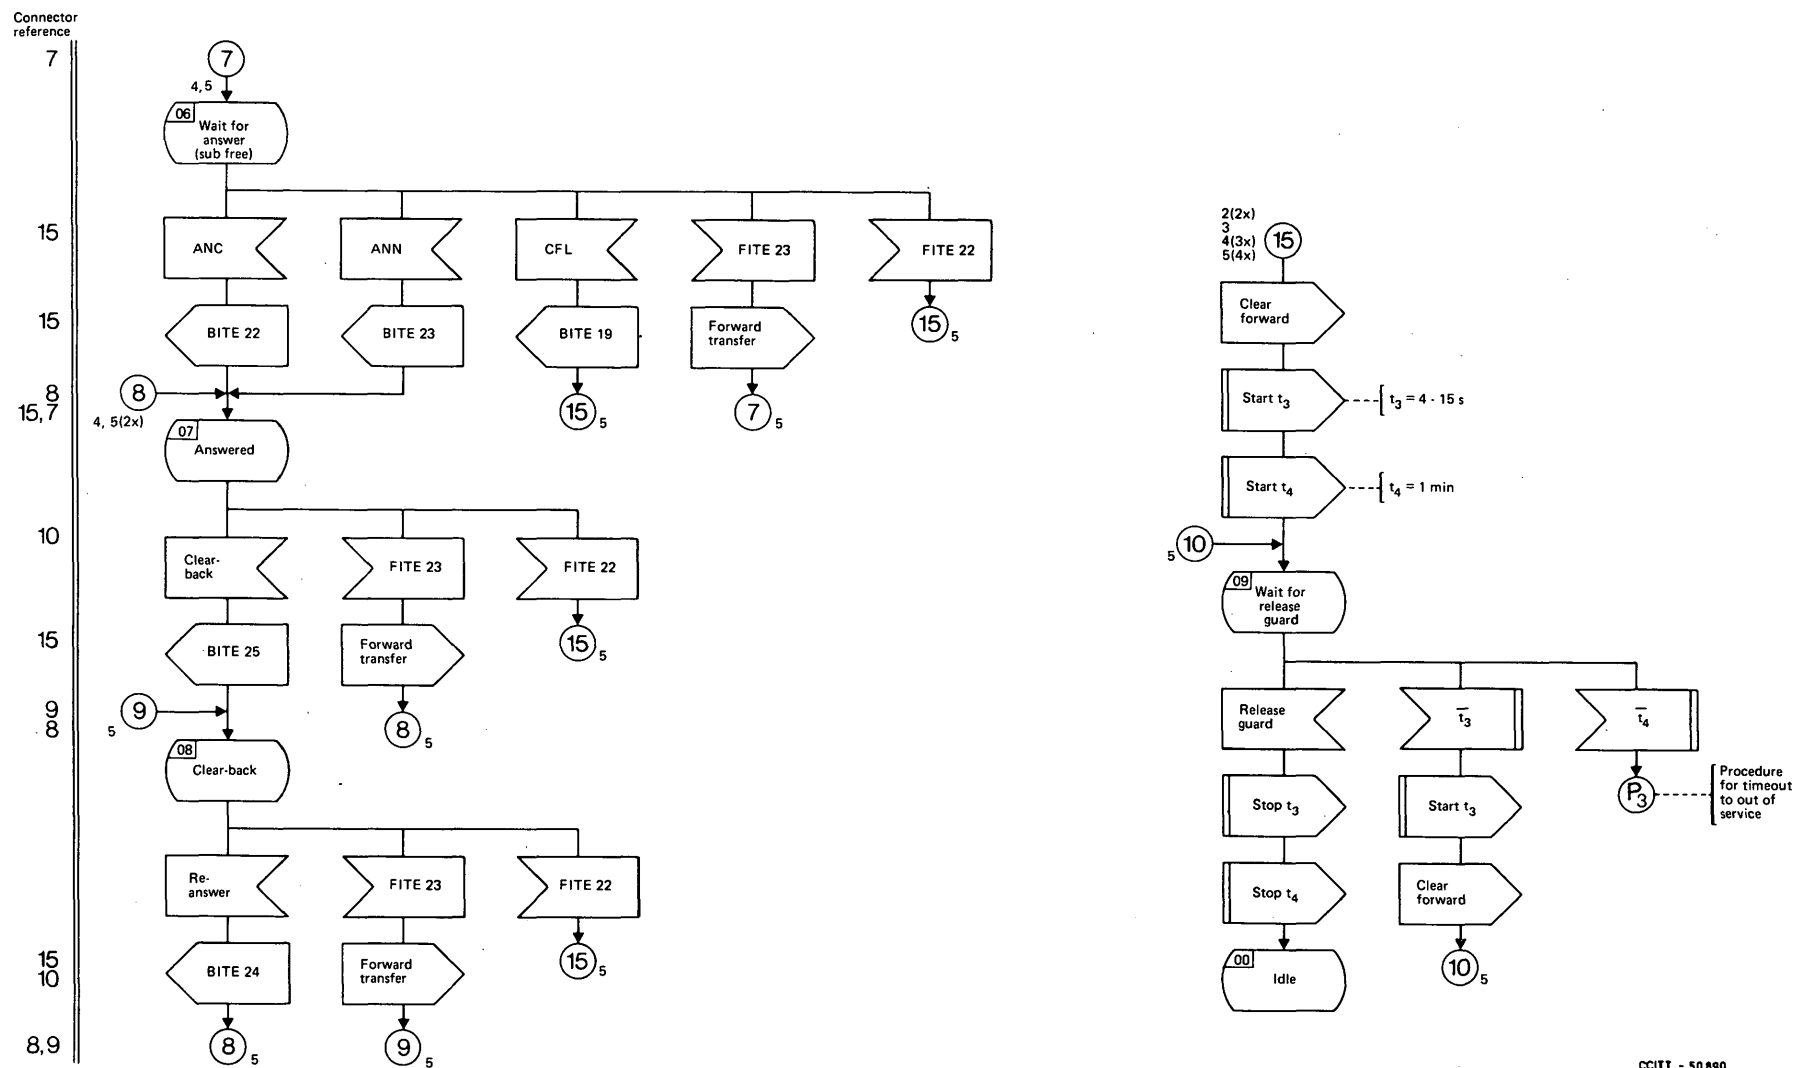 Connector
reference
7
7
4, 5
06
Wait for
answer
(sub free)
15
ANC
ANN
CFL
FITE 23
FITE 22
15
BITE 22
BITE 23
BITE 19
Forward
transfer
15
5
8
15,7
8
4, 5(2x)
15
5
7
5
07
Answered
10
Clear-
back
FITE 23
FITE 22
15
BITE 25
Forward
transfer
15
5
9
8
9
5
8
5
08
Clear-back
Re-
answer
FITE 23
FITE 22
15
10
BITE 24
Forward
transfer
15
5
8,9
8
5
9
5
2(2x)
3
4(3x)
5(4x)
15
Clear
forward
Start t3
t3 = 4 - 15 s
Start t4
t4 = 1 min
5
10
09
Wait for
release
guard
Release
guard
t̅3
t̅4
Stop t3
Start t3
P3
Procedure
for timeout
to out of
service
Stop t4
Clear
forward
00
Idle
10
5
CCITT - 50890